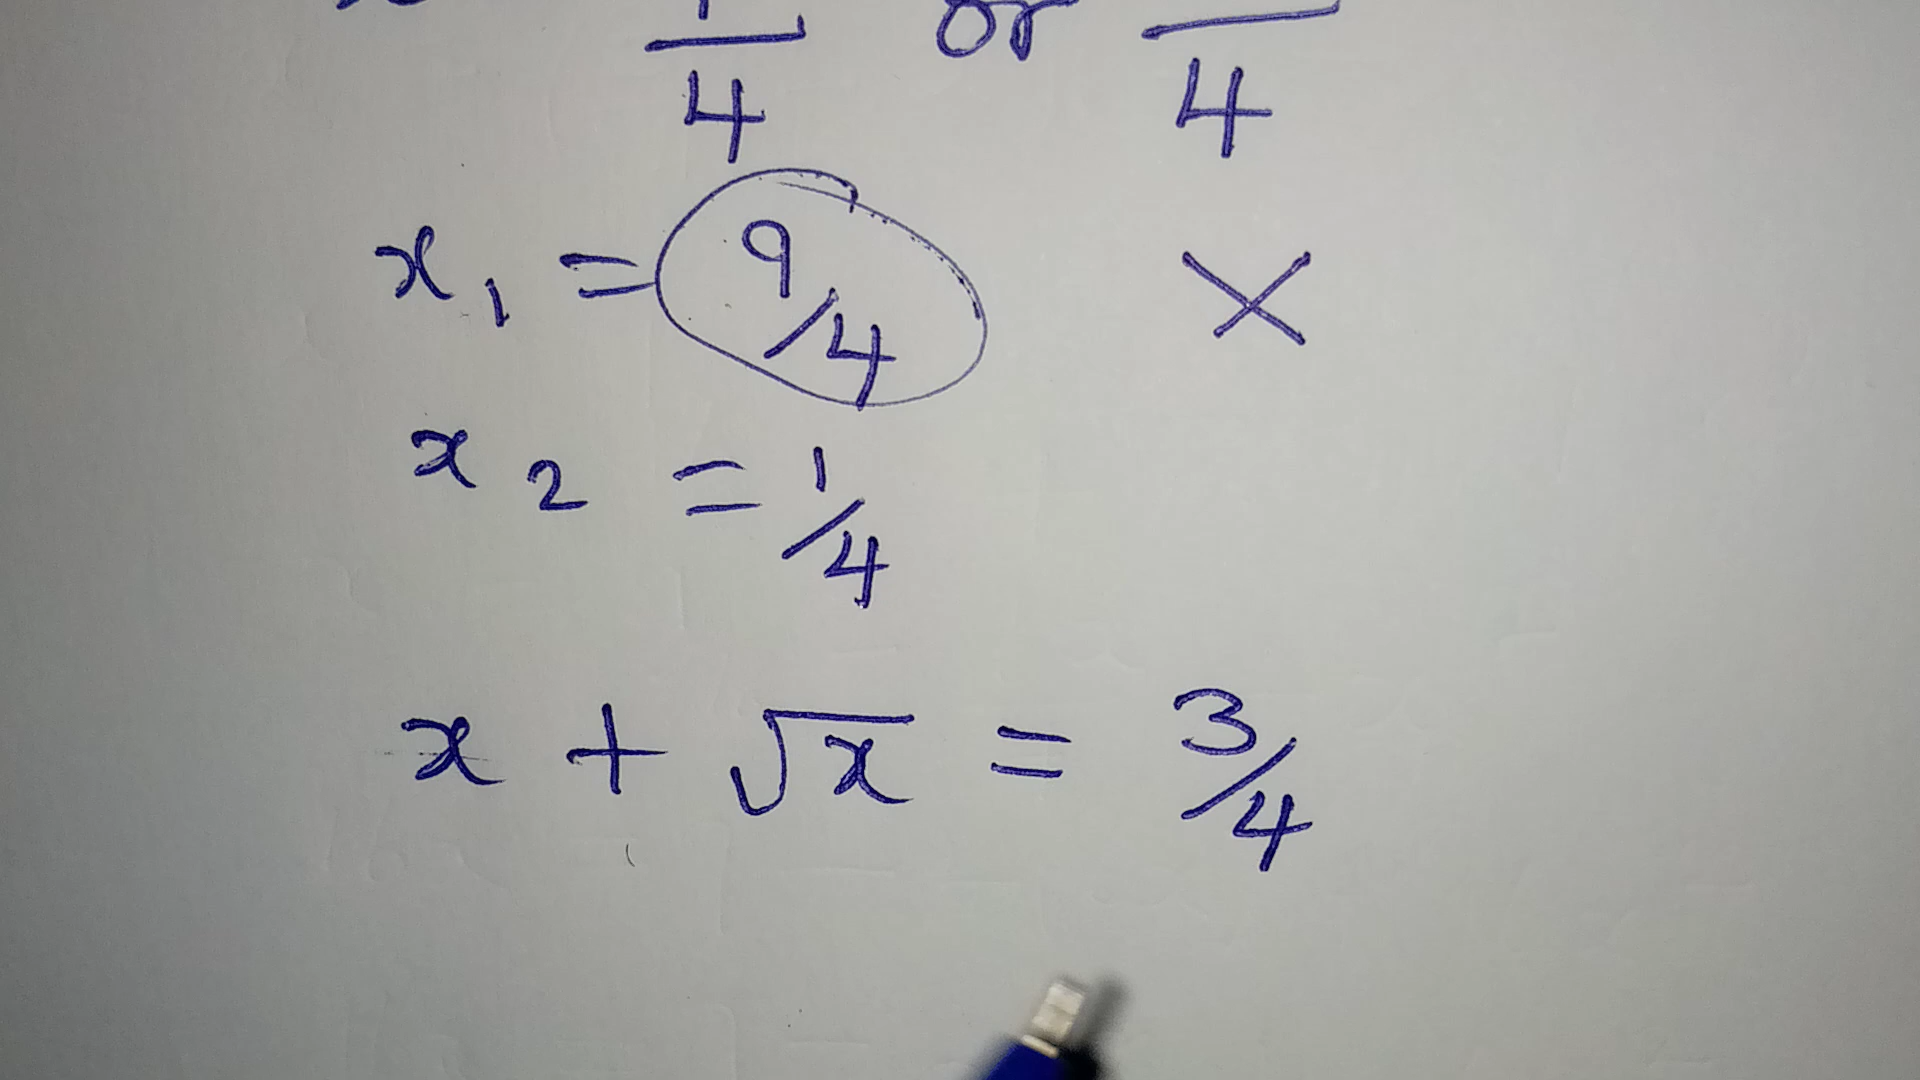 4 or 4
x₁ = 9/4 ×
x₂ = 1/4
x + √x = 3/4